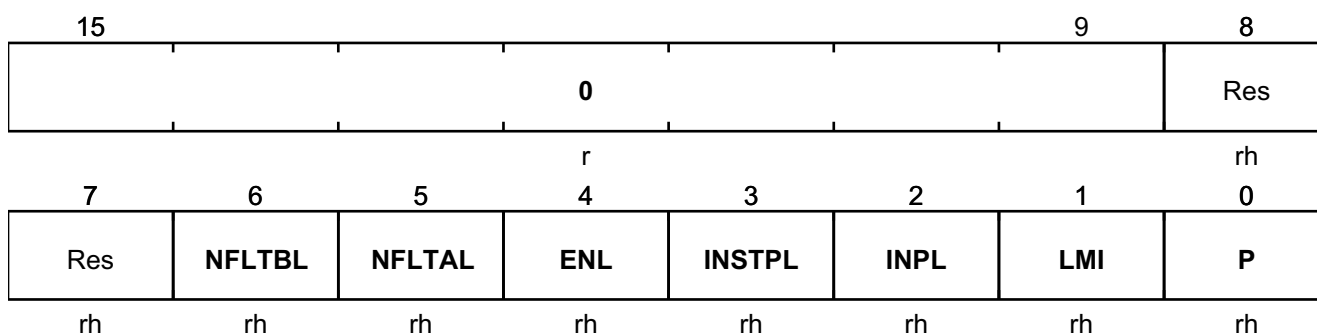 15 9 8
0 Res
r rh
7 6 5 4 3 2 1 0
Res NFLTBL NFLTAL ENL INSTPL INPL LMI P
rh rh rh rh rh rh rh rh